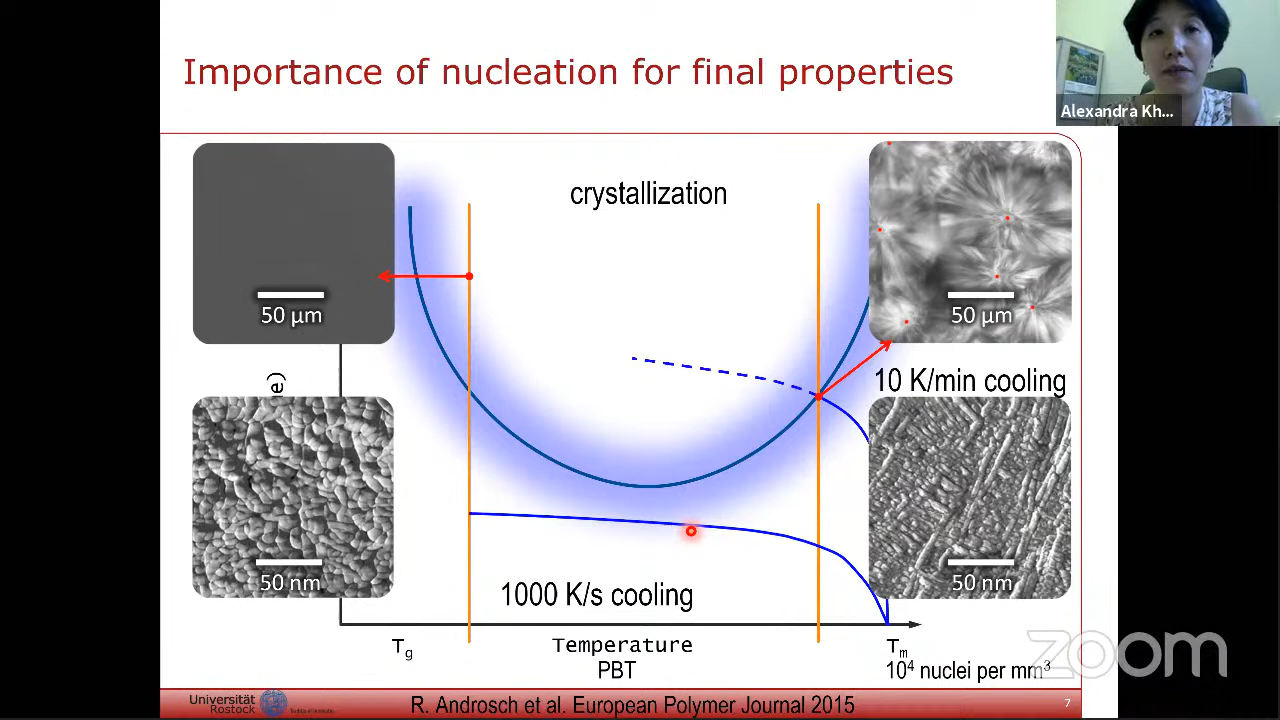 Importance of nucleation for final properties
Alexandra Kh...
crystallization
50 µm
50 µm
10 K/min cooling
e)
50 nm
50 nm
1000 K/s cooling
Tg
Temperature
Tm
PBT
10⁴ nuclei per mm³
zoom
Universität
Rostock
R. Androsch et al. European Polymer Journal 2015
7